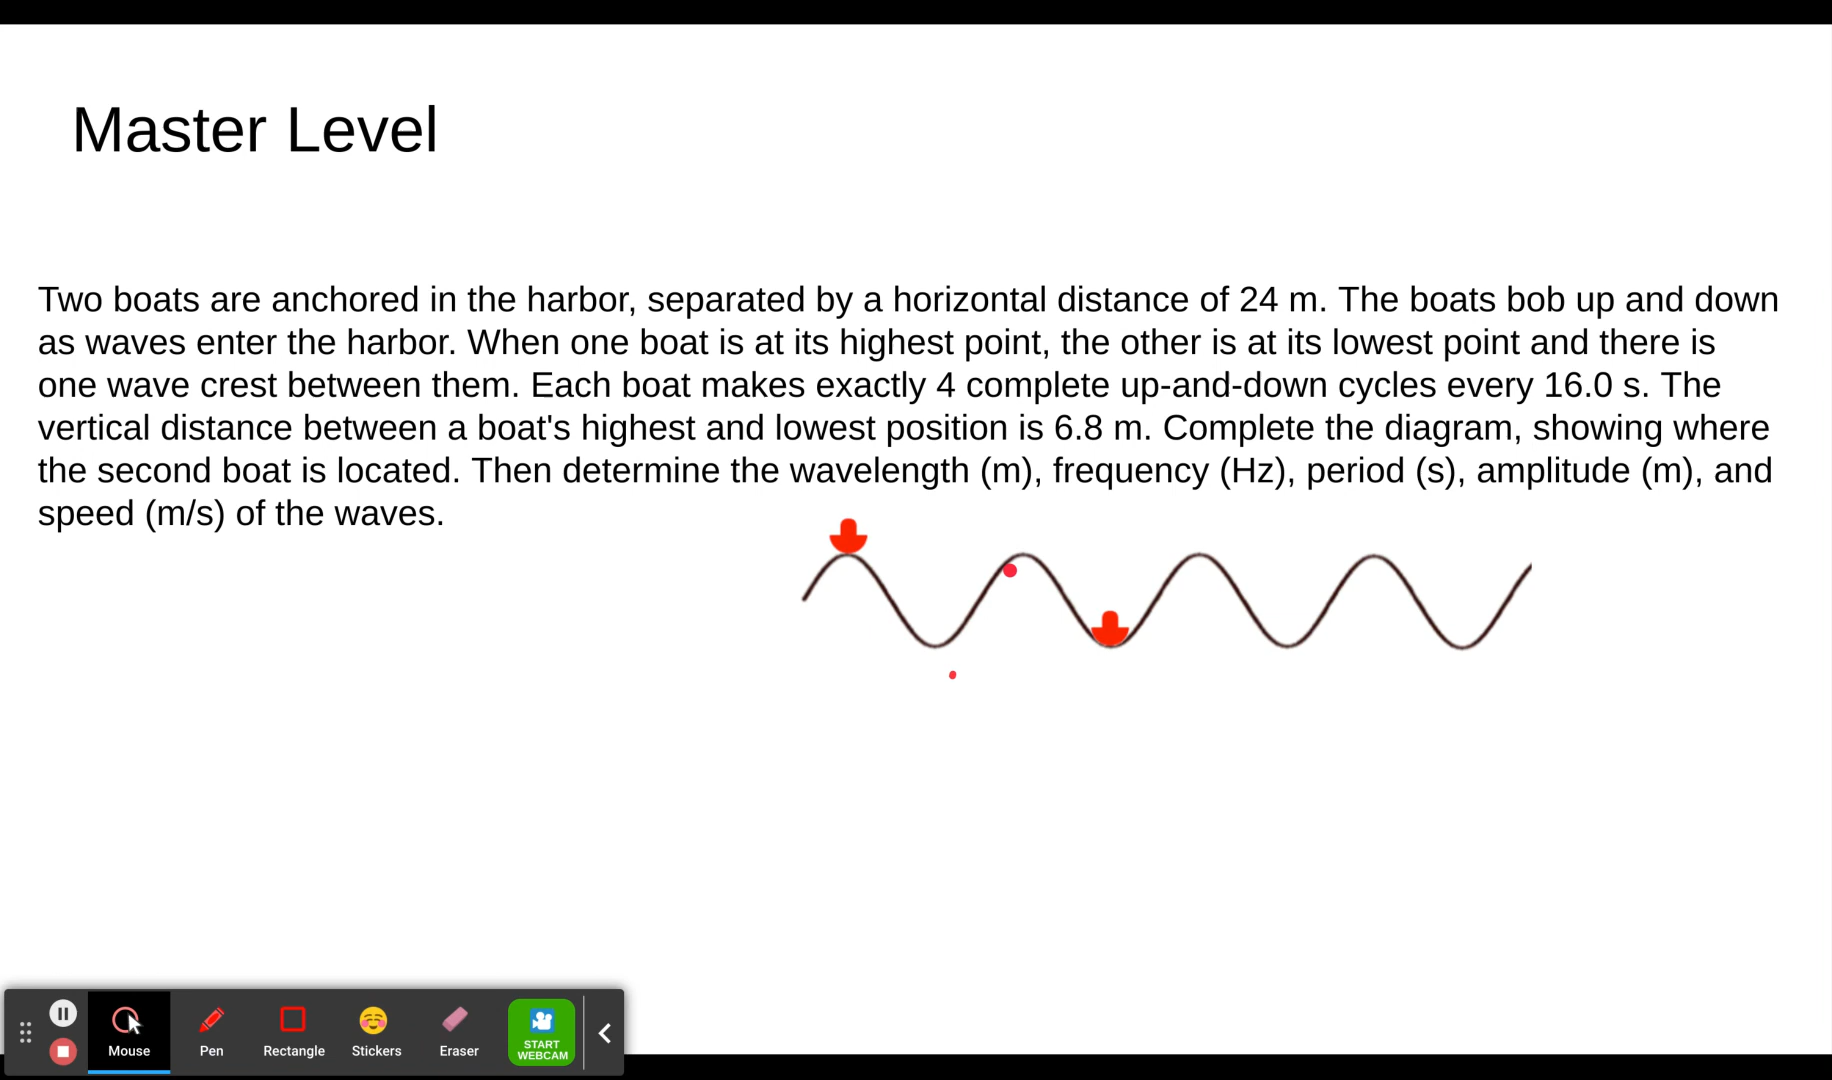 Master Level
Two boats are anchored in the harbor, separated by a horizontal distance of 24 m. The boats bob up and down
as waves enter the harbor. When one boat is at its highest point, the other is at its lowest point and there is
one wave crest between them. Each boat makes exactly 4 complete up-and-down cycles every 16.0 s. The
vertical distance between a boat's highest and lowest position is 6.8 m. Complete the diagram, showing where
the second boat is located. Then determine the wavelength (m), frequency (Hz), period (s), amplitude (m), and
speed (m/s) of the waves.
Mouse
Pen
Rectangle
Stickers
Eraser
START
WEBCAM